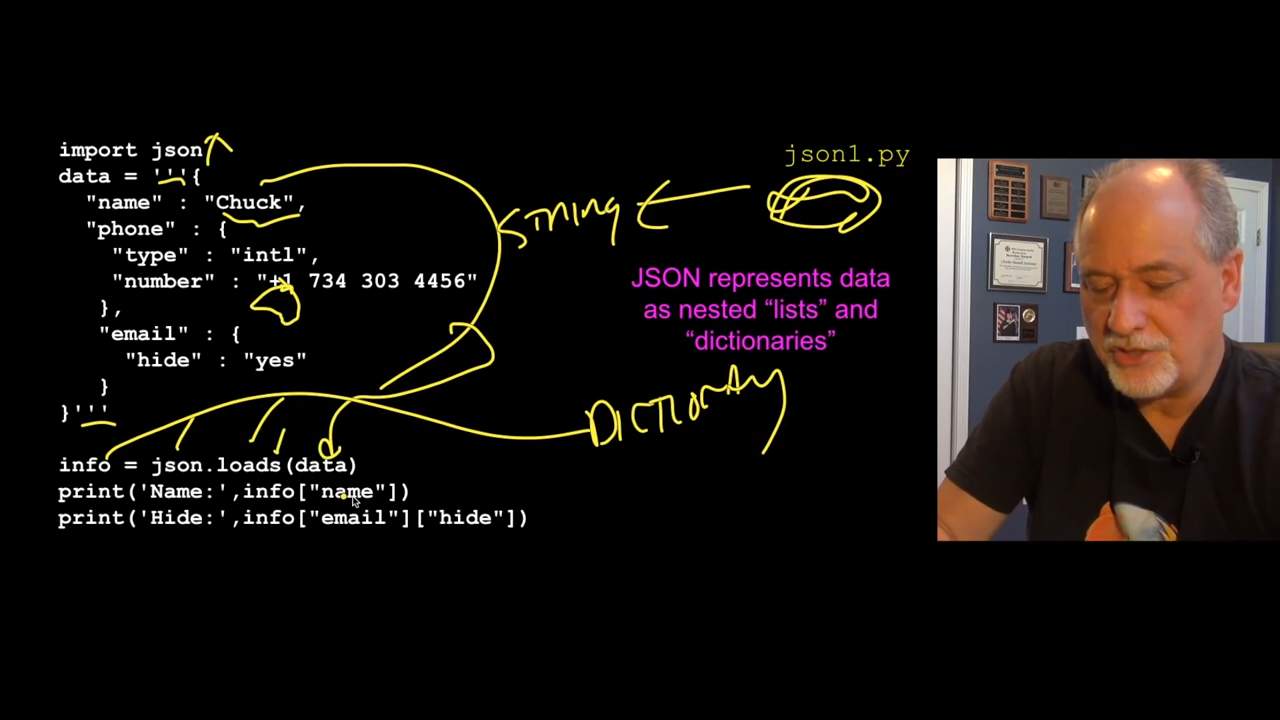 import json
data = '''{
  "name" : "Chuck",
  "phone" : {
    "type" : "intl",
    "number" : "+1 734 303 4456"
   },
   "email" : {
     "hide" : "yes"
   }
}'''
info = json.loads(data)
print('Name:',info["name"])
print('Hide:',info["email"]["hide"])
json1.py
STRING
JSON represents data
as nested “lists” and
“dictionaries”
DICTIONARY